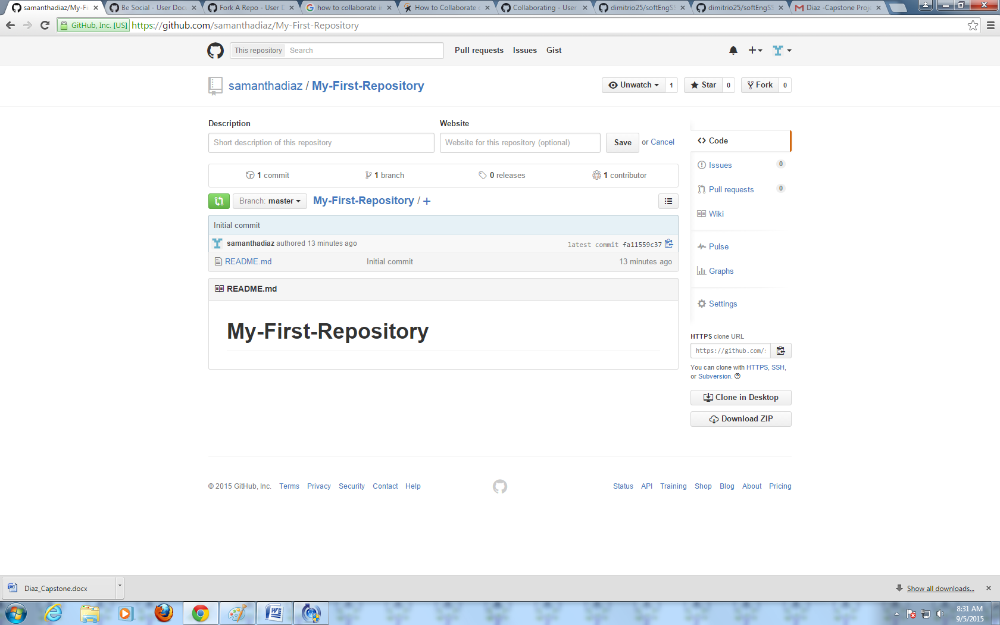 samanthadiaz/My-Fi
Be Social - User Docu
Fork A Repo - User D
how to collaborate in
How to Collaborate o
Collaborating - User
dimitrio25/softEngSS
dimitrio25/softEngSS
Diaz -Capstone Proje
GitHub, Inc. [US] https://github.com/samanthadiaz/My-First-Repository
This repository Search Pull requests Issues Gist
samanthadiaz / My-First-Repository Unwatch 1 Star 0 Fork 0
Description Website
Short description of this repository Website for this repository (optional) Save or Cancel
1 commit 1 branch 0 releases 1 contributor
Branch: master My-First-Repository / +
Initial commit
samanthadiaz authored 13 minutes ago latest commit fa11559c37
README.md Initial commit 13 minutes ago
README.md
My-First-Repository
Code
Issues 0
Pull requests 0
Wiki
Pulse
Graphs
Settings
HTTPS clone URL
https://github.com/s
You can clone with HTTPS, SSH,
or Subversion.
Clone in Desktop
Download ZIP
© 2015 GitHub, Inc. Terms Privacy Security Contact Help Status API Training Shop Blog About Pricing
Diaz_Capstone.docx Show all downloads...
8:31 AM
9/5/2015